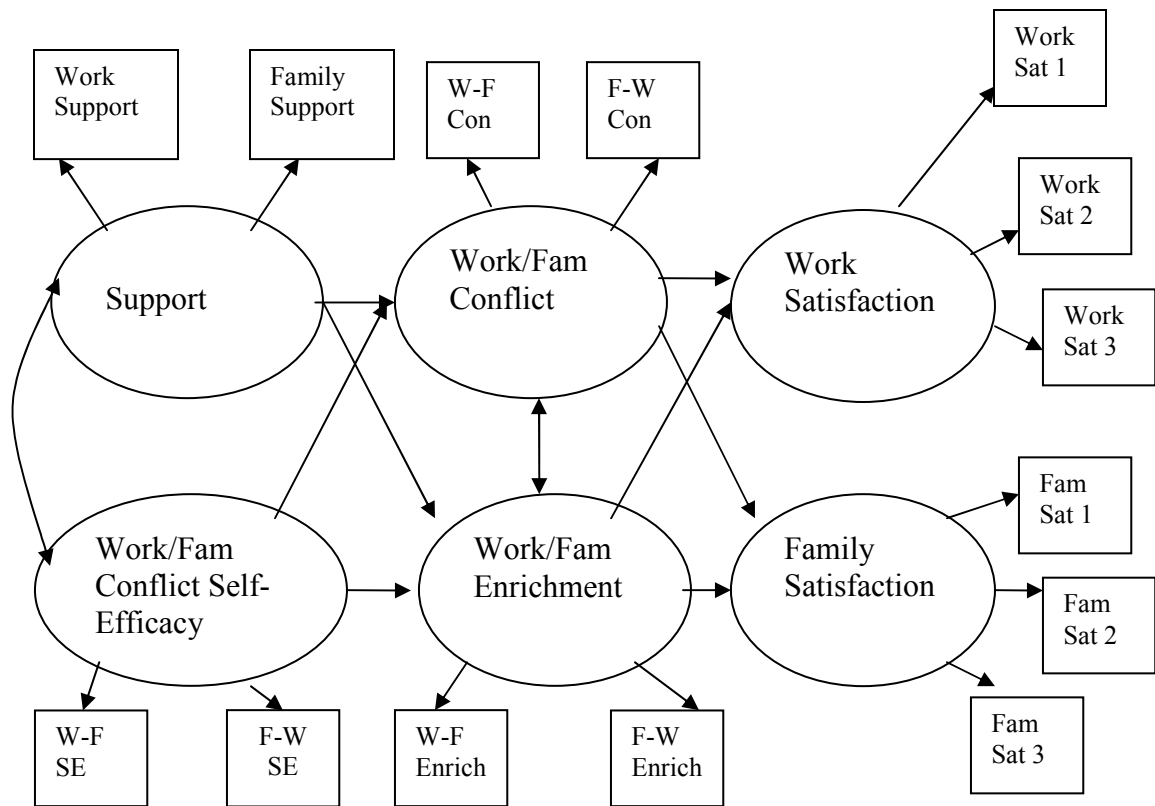 Work
Support
Family
Support
W-F
Con
F-W
Con
Work
Sat 1
Work
Sat 2
Work
Sat 3
Support
Work/Fam
Conflict
Work
Satisfaction
Work/Fam
Conflict Self-
Efficacy
Work/Fam
Enrichment
Family
Satisfaction
Fam
Sat 1
Fam
Sat 2
Fam
Sat 3
W-F
SE
F-W
SE
W-F
Enrich
F-W
Enrich